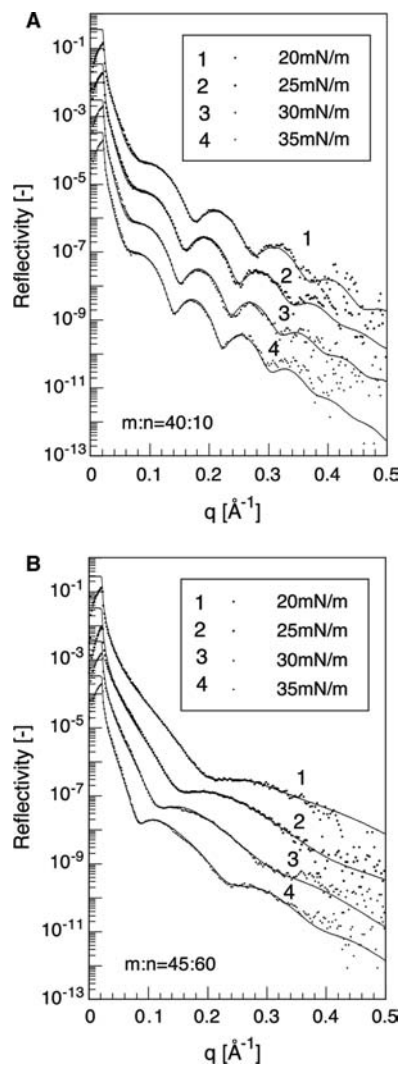 A
10-1
10-3
10-5
10-7
10-9
10-11
10-13
Reflectivity [-]
1 · 20mN/m
2 · 25mN/m
3 · 30mN/m
4 · 35mN/m
1
2
3
4
m:n=40:10
0 0.1 0.2 0.3 0.4 0.5
q [Å-1]
B
10-1
10-3
10-5
10-7
10-9
10-11
10-13
Reflectivity [-]
1 · 20mN/m
2 · 25mN/m
3 · 30mN/m
4 · 35mN/m
1
2
3
4
m:n=45:60
0 0.1 0.2 0.3 0.4 0.5
q [Å-1]